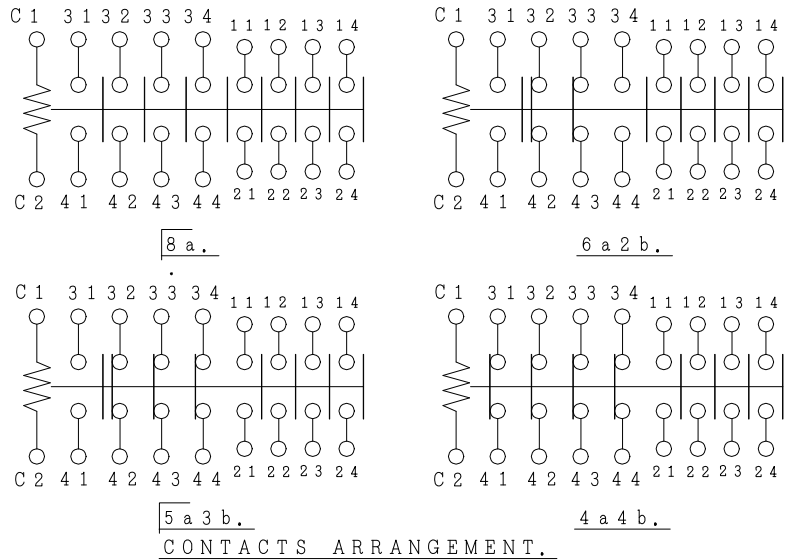 C1 31 32 33 34 11 12 13 14
C2 41 42 43 44 21 22 23 24
8a.
C1 31 32 33 34 11 12 13 14
C2 41 42 43 44 21 22 23 24
6a2b.
C1 31 32 33 34 11 12 13 14
C2 41 42 43 44 21 22 23 24
5a3b.
C1 31 32 33 34 11 12 13 14
C2 41 42 43 44 21 22 23 24
4a4b.
CONTACTS ARRANGEMENT.